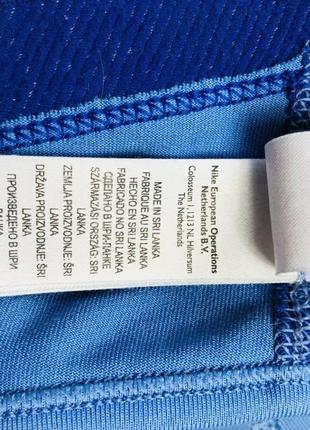 Nike European Operations
Netherlands B.V.
Colosseum 1, 1213 NL Hilversum
The Netherlands
MADE IN SRI LANKA
FABRIQUÉ AU SRI LANKA
HECHO EN SRI LANKA
FABRICADO NO SRI LANKA
СДЕЛАНО В ШРИ-ЛАНКЕ
SZÁRMAZÁSI ORSZÁG: SRI
LANKA
ZEMLJA PROIZVODNJE: ŠRI
LANKA
DRŽAVA PROIZVODNJE: ŠRI
LANKA
ПРОИЗВЕДЕНО В ШРИ